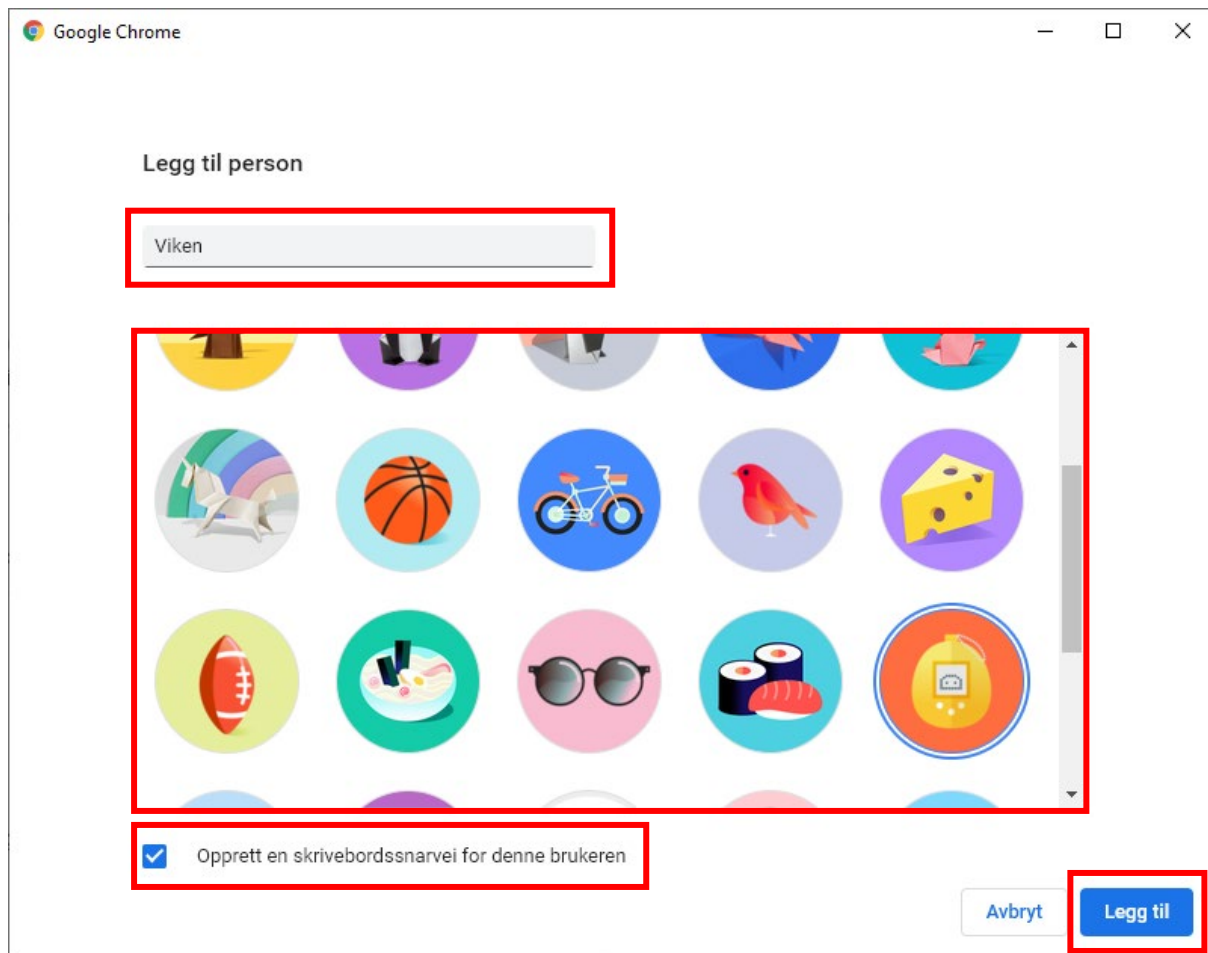 Google Chrome
Legg til person
Viken
Opprett en skrivebordssnarvei for denne brukeren
Avbryt
Legg til